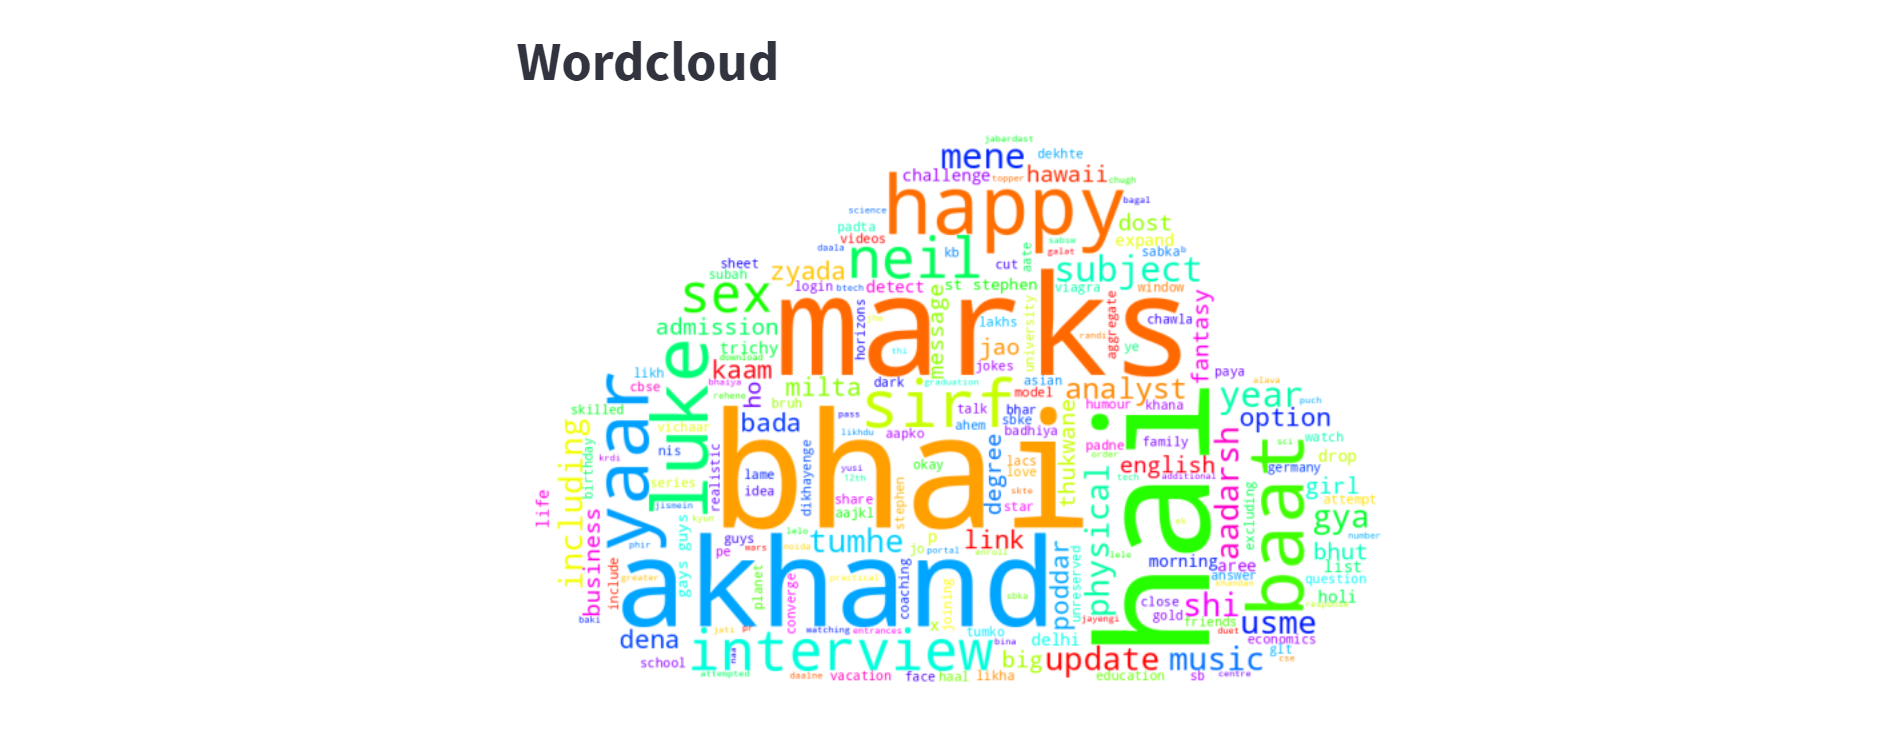 Wordcloud
jabardast
mene
dekhte
challenge
topper
hawaii
chugh
happy
bagal
science
padta
dost
videos
expand
daala
neil
kb
sabse
galat
sabka
sheet
subah
zyada
cut
aate
subject
login
btech
detect
st stephen
viagra
window
sex
marks
message
horizons
lakhs
university
aggregate
chawla
fantasy
admission
trichy
download
jha
thi
jao
randi
ye
jokes
likh
cbse
kaam
bhaiya
ho
milta
dark
graduation
asian
model
analyst
paya
alava
year
puch
yaar
luke
rehene
bruh
sirf
talk
bhar
humour
khana
option
skilled
vichaar
bada
pass
likhdu
aapko
ahem
sbke
badhiya
thukwane
including
birthday
krdi
nis
realistic
bhai
lame
idea
dikhayenge
yusi
12th
okay
degree
lacs
love
padne
family
order
english
tech
additional
hai
aadarsh
baat
sci
watch
germany
drop
girl
attempt
life
series
jismein
kyun
share
aajkl
stephen
skte
star
physical
ok
excluding
gya
number
business
guys guys
phir
guys
pe
mars
lelo
noida
tumhe
p
jo
portal
link
lele
morning
aree
bhut
list
answer
question
include
greater
akhand
planet
converge
practical
coaching
joining
sbka
poddar
unreserved
close
gold
shi
holi
response
baki
jayengi
friends
duet
usme
dena
jati
naa
matching
entrances
x
tumko
bina
delhi
economics
glt
cse
school
interview
big
update
music
attempted
daalne
vacation
face
haal
likha
education
sb
centre